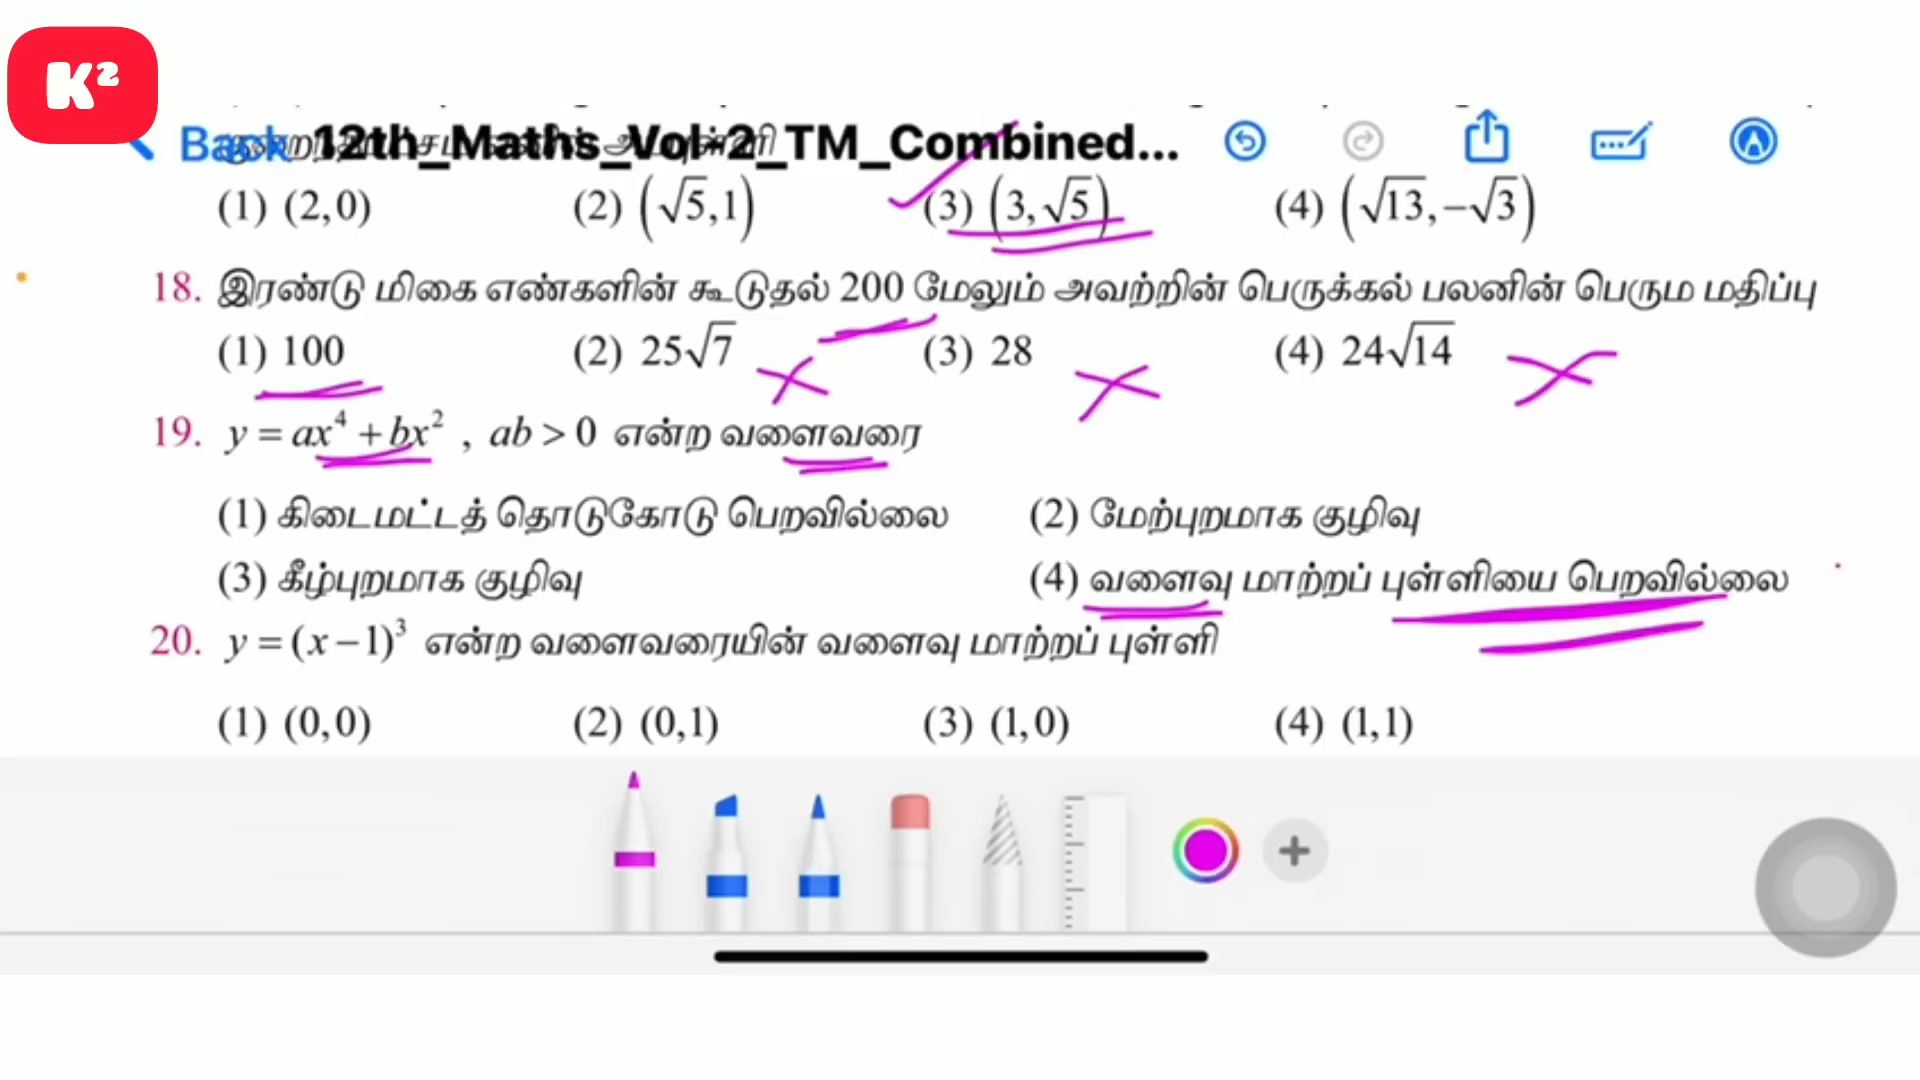 K²
Back 12th_Maths_Vol-2_TM_Combined...
(1) (2,0) (2) (√5,1) (3) (3,√5) (4) (√13,−√3)
18. இரண்டு மிகை எண்களின் கூடுதல் 200 மேலும் அவற்றின் பெருக்கல் பலனின் பெரும மதிப்பு
(1) 100 (2) 25√7 (3) 28 (4) 24√14
19. y = ax⁴ + bx² , ab > 0 என்ற வளைவரை
(1) கிடைமட்டத் தொடுகோடு பெறவில்லை (2) மேற்புறமாக குழிவு
(3) கீழ்புறமாக குழிவு (4) வளைவு மாற்றப் புள்ளியை பெறவில்லை
20. y = (x −1)³ என்ற வளைவரையின் வளைவு மாற்றப் புள்ளி
(1) (0,0) (2) (0,1) (3) (1,0) (4) (1,1)